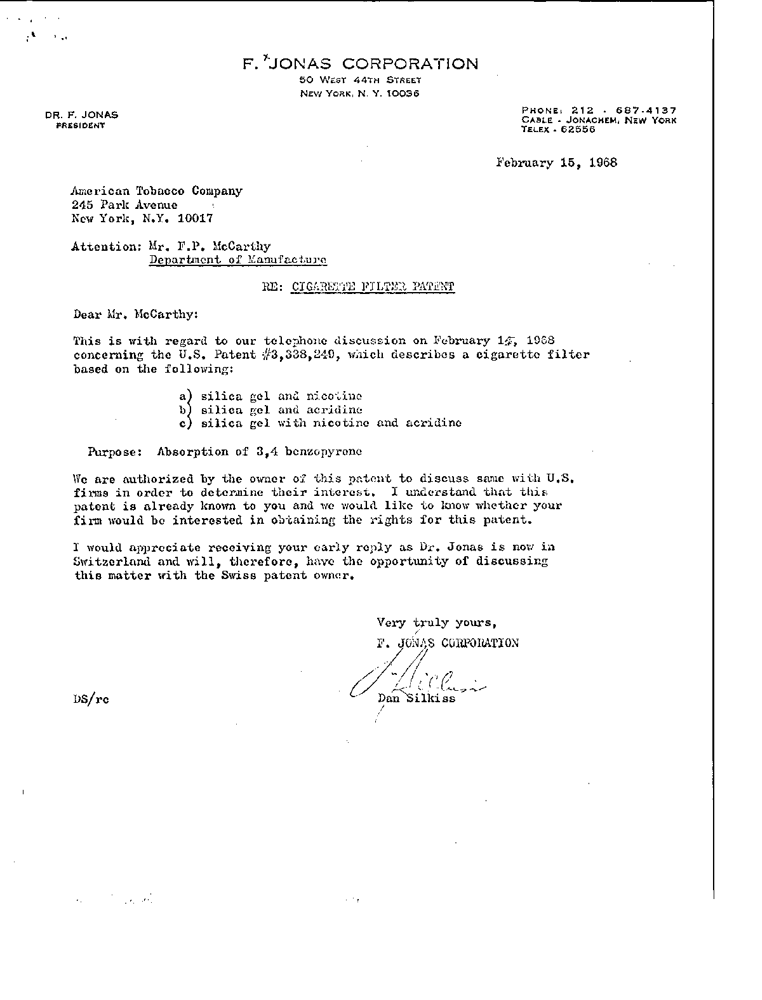 F. JONAS CORPORATION
50 WEST 44TH STREET
NEW YORK, N. Y. 10036
DR. F. JONAS
PRESIDENT
PHONE: 212 - 687-4137
CABLE - JONACHEM, NEW YORK
TELEX - 62556
February 15, 1968
American Tobacco Company
245 Park Avenue
New York, N.Y. 10017
Attention: Mr. F.P. McCarthy
Department of Manufacture
RE: CIGARETTE FILTER PATENT
Dear Mr. McCarthy:
This is with regard to our telephone discussion on February 1968
concerning the U.S. Patent #3,338,249, which describes a cigarette filter
based on the following:
a) silica gel and nicotine
b) silica gel and acridine
c) silica gel with nicotine and acridine
Purpose: Absorption of 3,4 benzopyrene
We are authorized by the owner of this patent to discuss same with U.S.
firms in order to determine their interest. I understand that this
patent is already known to you and we would like to know whether your
firm would be interested in obtaining the rights for this patent.
I would appreciate receiving your early reply as Dr. Jonas is now in
Switzerland and will, therefore, have the opportunity of discussing
this matter with the Swiss patent owner.
Very truly yours,
F. JONAS CORPORATION
Dan Silkiss
DS/rc